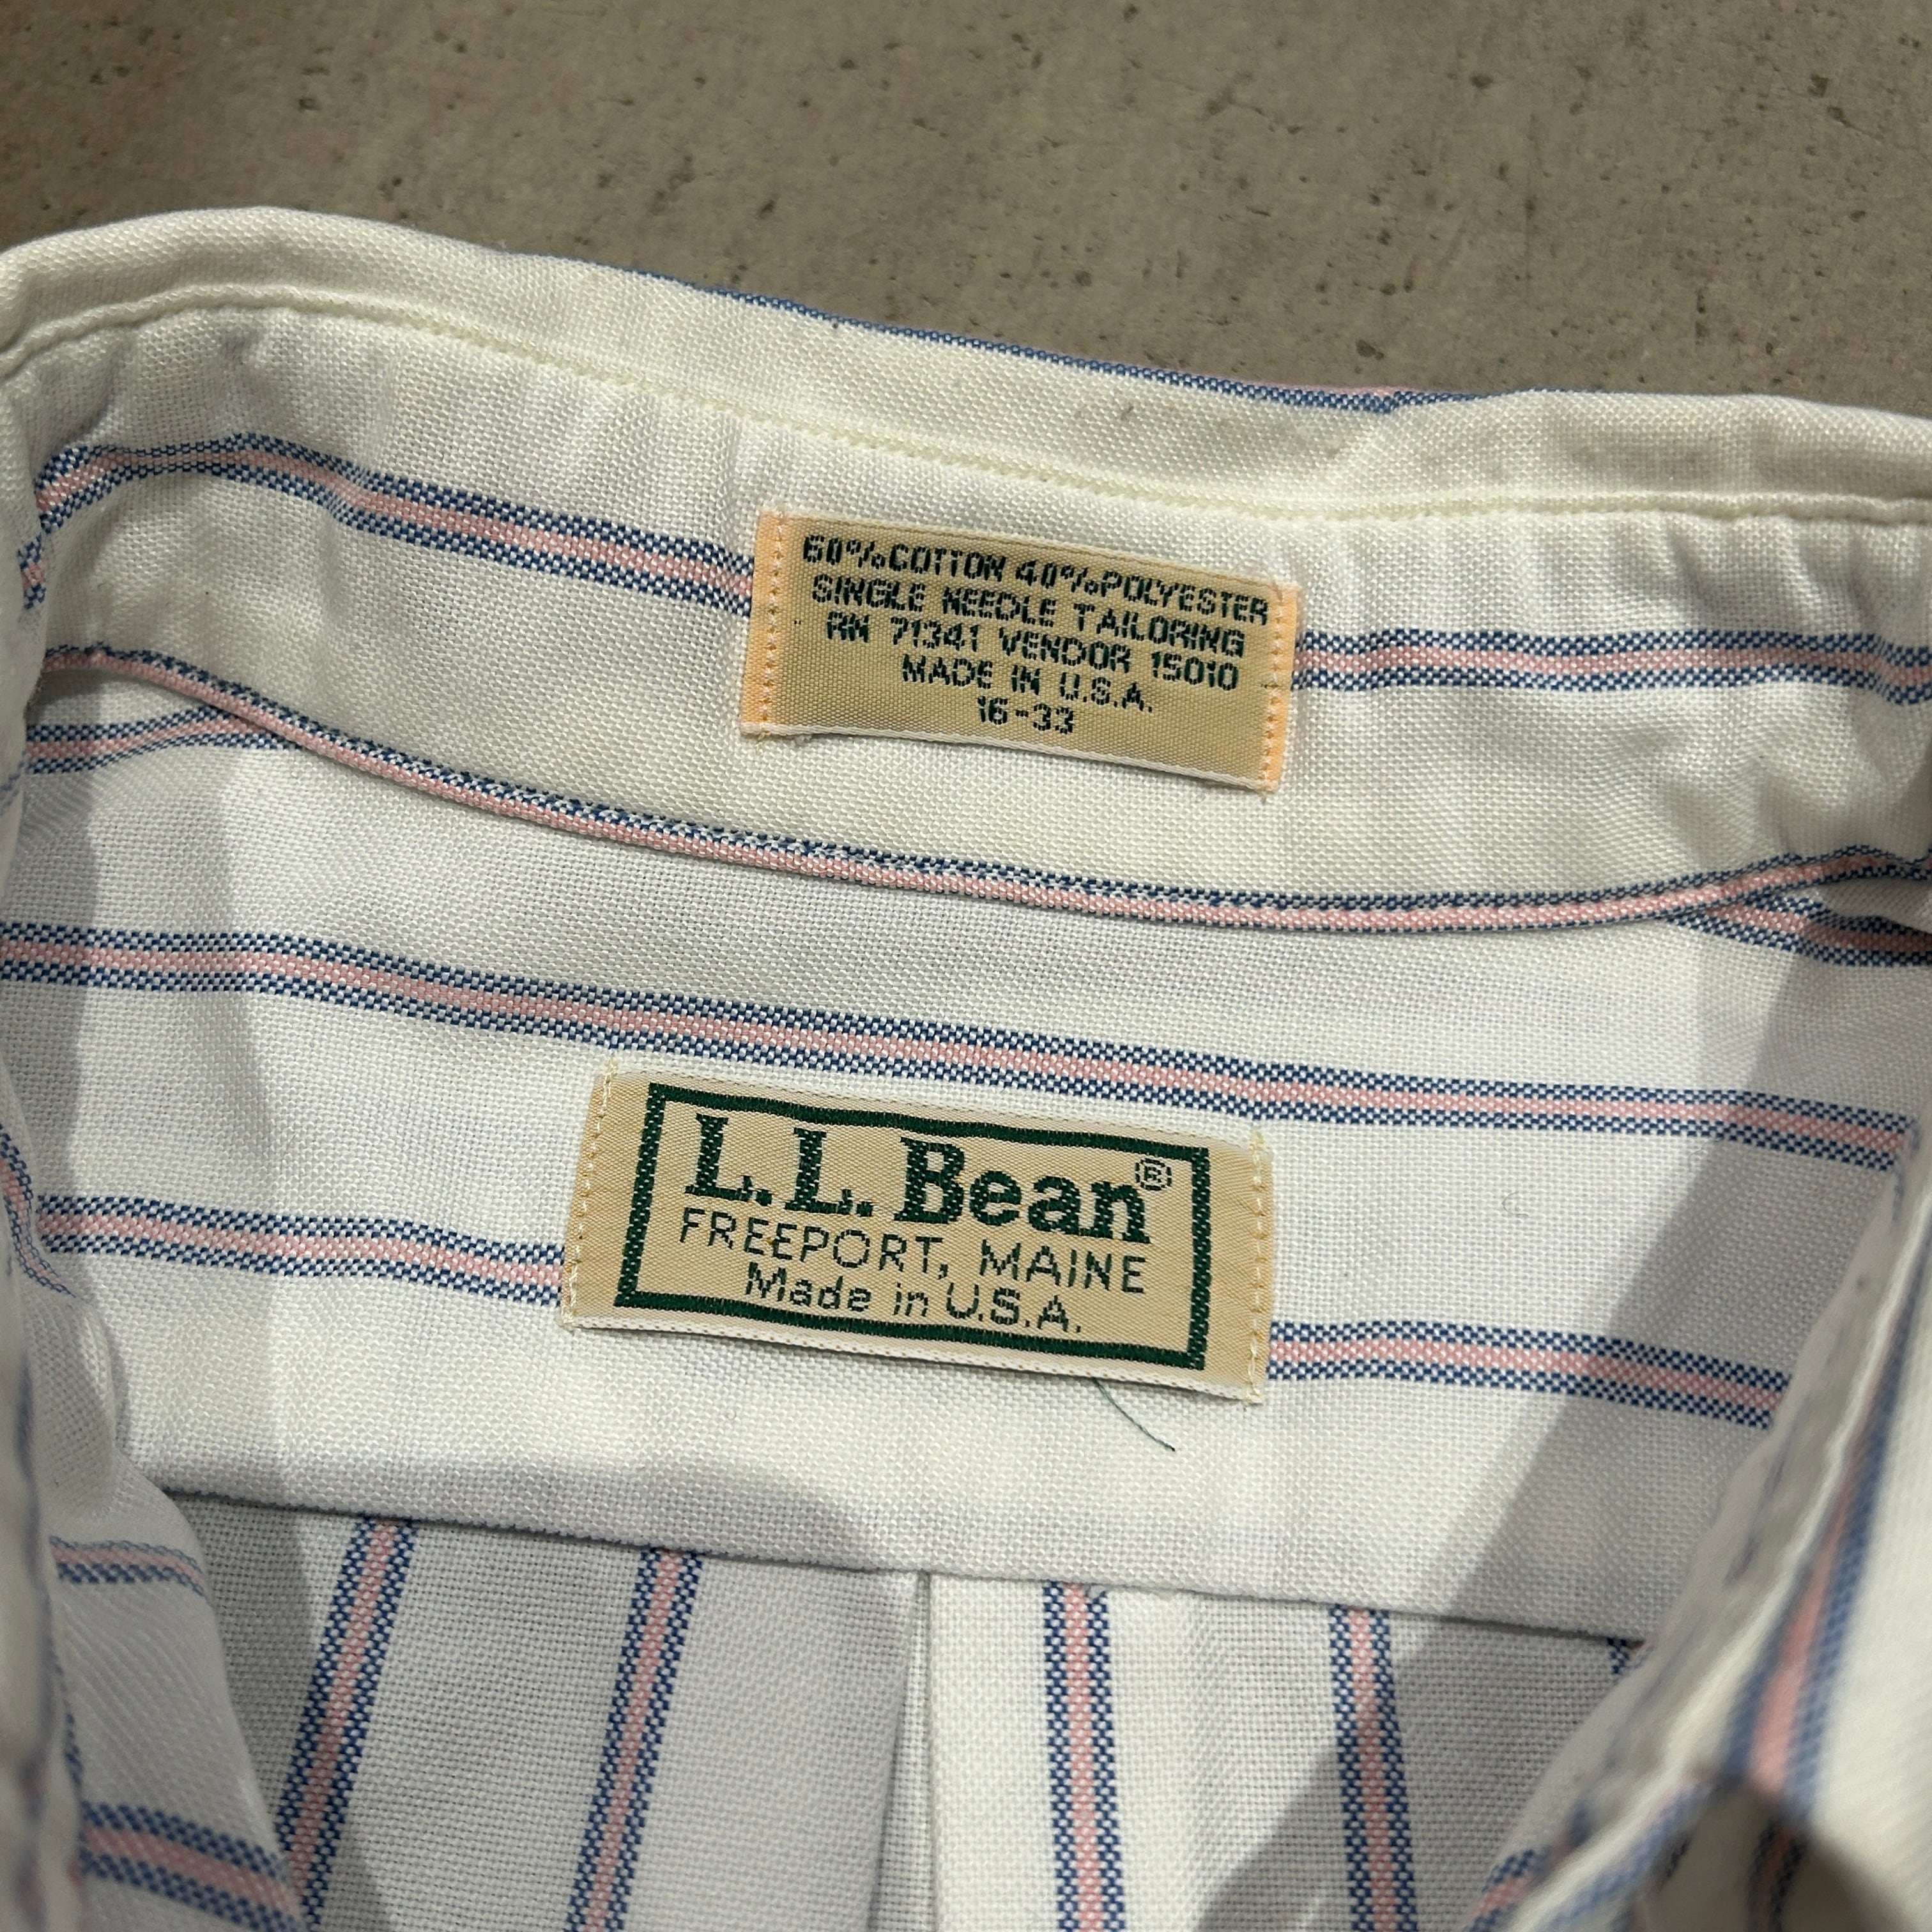 60%COTTON 40%POLYESTER
SINGLE NEEDLE TAILORING
RN 71341 VENDOR 15010
MADE IN U.S.A.
16-33
L.L.Bean®
FREEPORT, MAINE
Made in U.S.A.